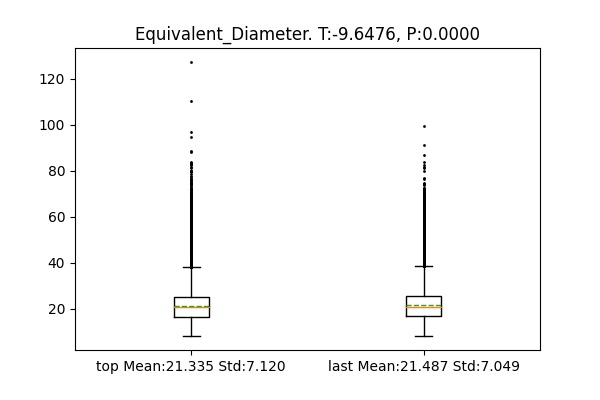 Equivalent_Diameter. T:-9.6476, P:0.0000
120
100
80
60
40
20
top Mean:21.335 Std:7.120
last Mean:21.487 Std:7.049